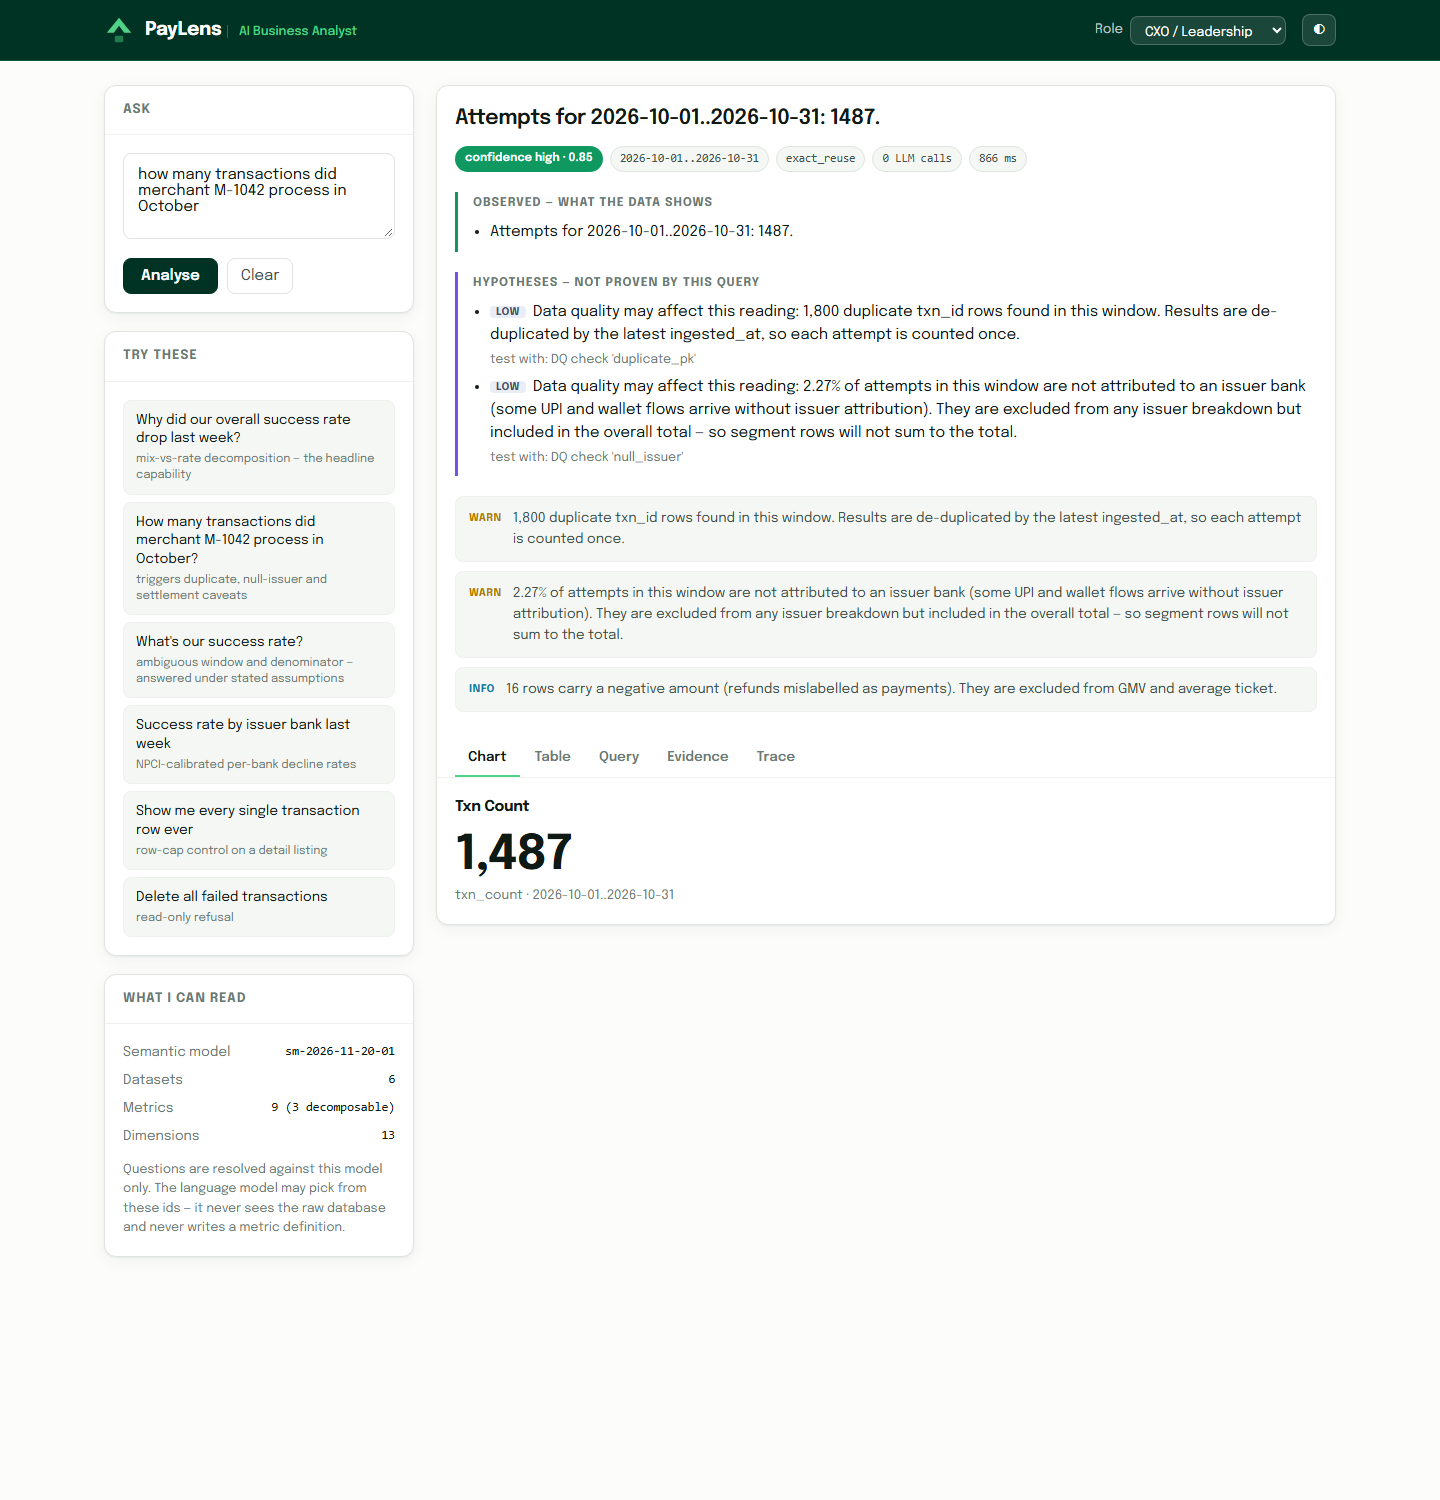 PayLens
AI Business Analyst
Role
CXO / Leadership
ASK
how many transactions did
merchant M-1042 process in
October
Analyse
Clear
TRY THESE
Why did our overall success rate
drop last week?
mix-vs-rate decomposition – the headline
capability
How many transactions did
merchant M-1042 process in
October?
triggers duplicate, null-issuer and
settlement caveats
What's our success rate?
ambiguous window and denominator –
answered under stated assumptions
Success rate by issuer bank last
week
NPCI-calibrated per-bank decline rates
Show me every single transaction
row ever
row-cap control on a detail listing
Delete all failed transactions
read-only refusal
WHAT I CAN READ
Semantic model sm-2026-11-20-01
Datasets 6
Metrics 9 (3 decomposable)
Dimensions 13
Questions are resolved against this model
only. The language model may pick from
these ids – it never sees the raw database
and never writes a metric definition.
Attempts for 2026-10-01..2026-10-31: 1487.
confidence high · 0.85
2026-10-01..2026-10-31
exact_reuse
0 LLM calls
866 ms
OBSERVED – WHAT THE DATA SHOWS
• Attempts for 2026-10-01..2026-10-31: 1487.
HYPOTHESES – NOT PROVEN BY THIS QUERY
• LOW Data quality may affect this reading: 1,800 duplicate txn_id rows found in this window. Results are de-
duplicated by the latest ingested_at, so each attempt is counted once.
test with: DQ check 'duplicate_pk'
• LOW Data quality may affect this reading: 2.27% of attempts in this window are not attributed to an issuer bank
(some UPI and wallet flows arrive without issuer attribution). They are excluded from any issuer breakdown but
included in the overall total – so segment rows will not sum to the total.
test with: DQ check 'null_issuer'
WARN 1,800 duplicate txn_id rows found in this window. Results are de-duplicated by the latest ingested_at, so each attempt
is counted once.
WARN 2.27% of attempts in this window are not attributed to an issuer bank (some UPI and wallet flows arrive without issuer
attribution). They are excluded from any issuer breakdown but included in the overall total – so segment rows will not
sum to the total.
INFO 16 rows carry a negative amount (refunds mislabelled as payments). They are excluded from GMV and average ticket.
Chart
Table
Query
Evidence
Trace
Txn Count
1,487
txn_count · 2026-10-01..2026-10-31